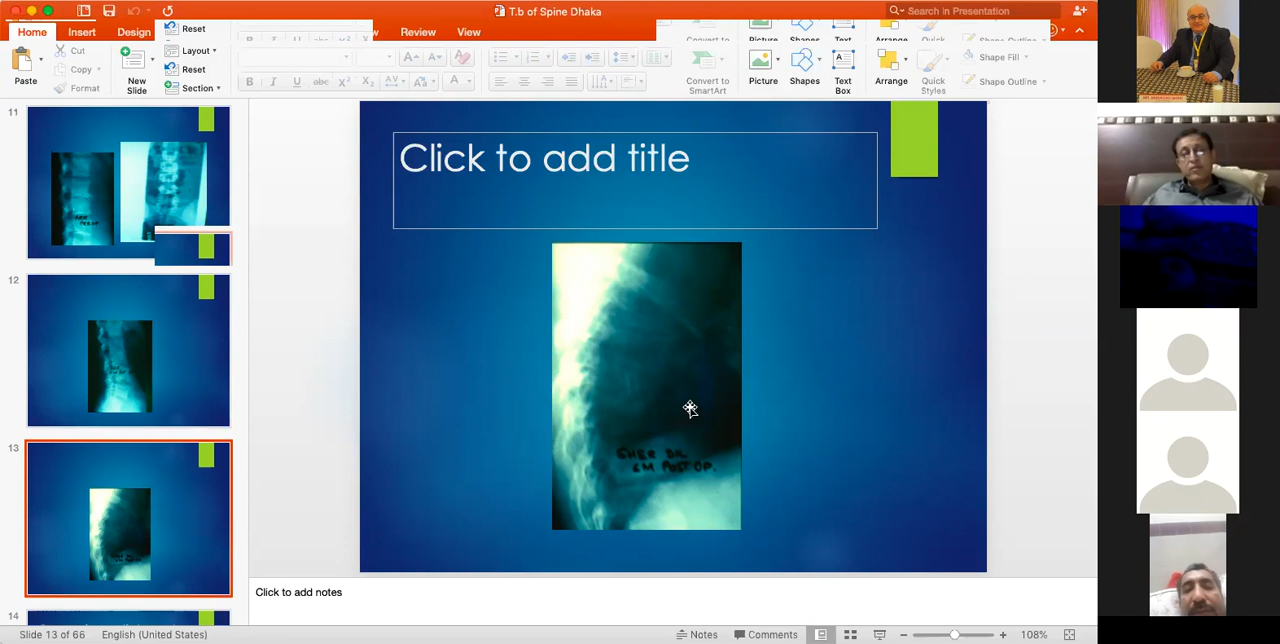 T.b of Spine Dhaka
Search in Presentation
Home Insert Design Review View
Reset
Cut
Layout
Copy
Reset
Format
Section
Paste
New Slide
Convert to SmartArt
Picture
Shapes
Text Box
Arrange
Quick Styles
Shape Fill
Shape Outline
11
12
13
14
Click to add title
6M POST OP.
Click to add notes
Slide 13 of 66
English (United States)
Notes
Comments
108%